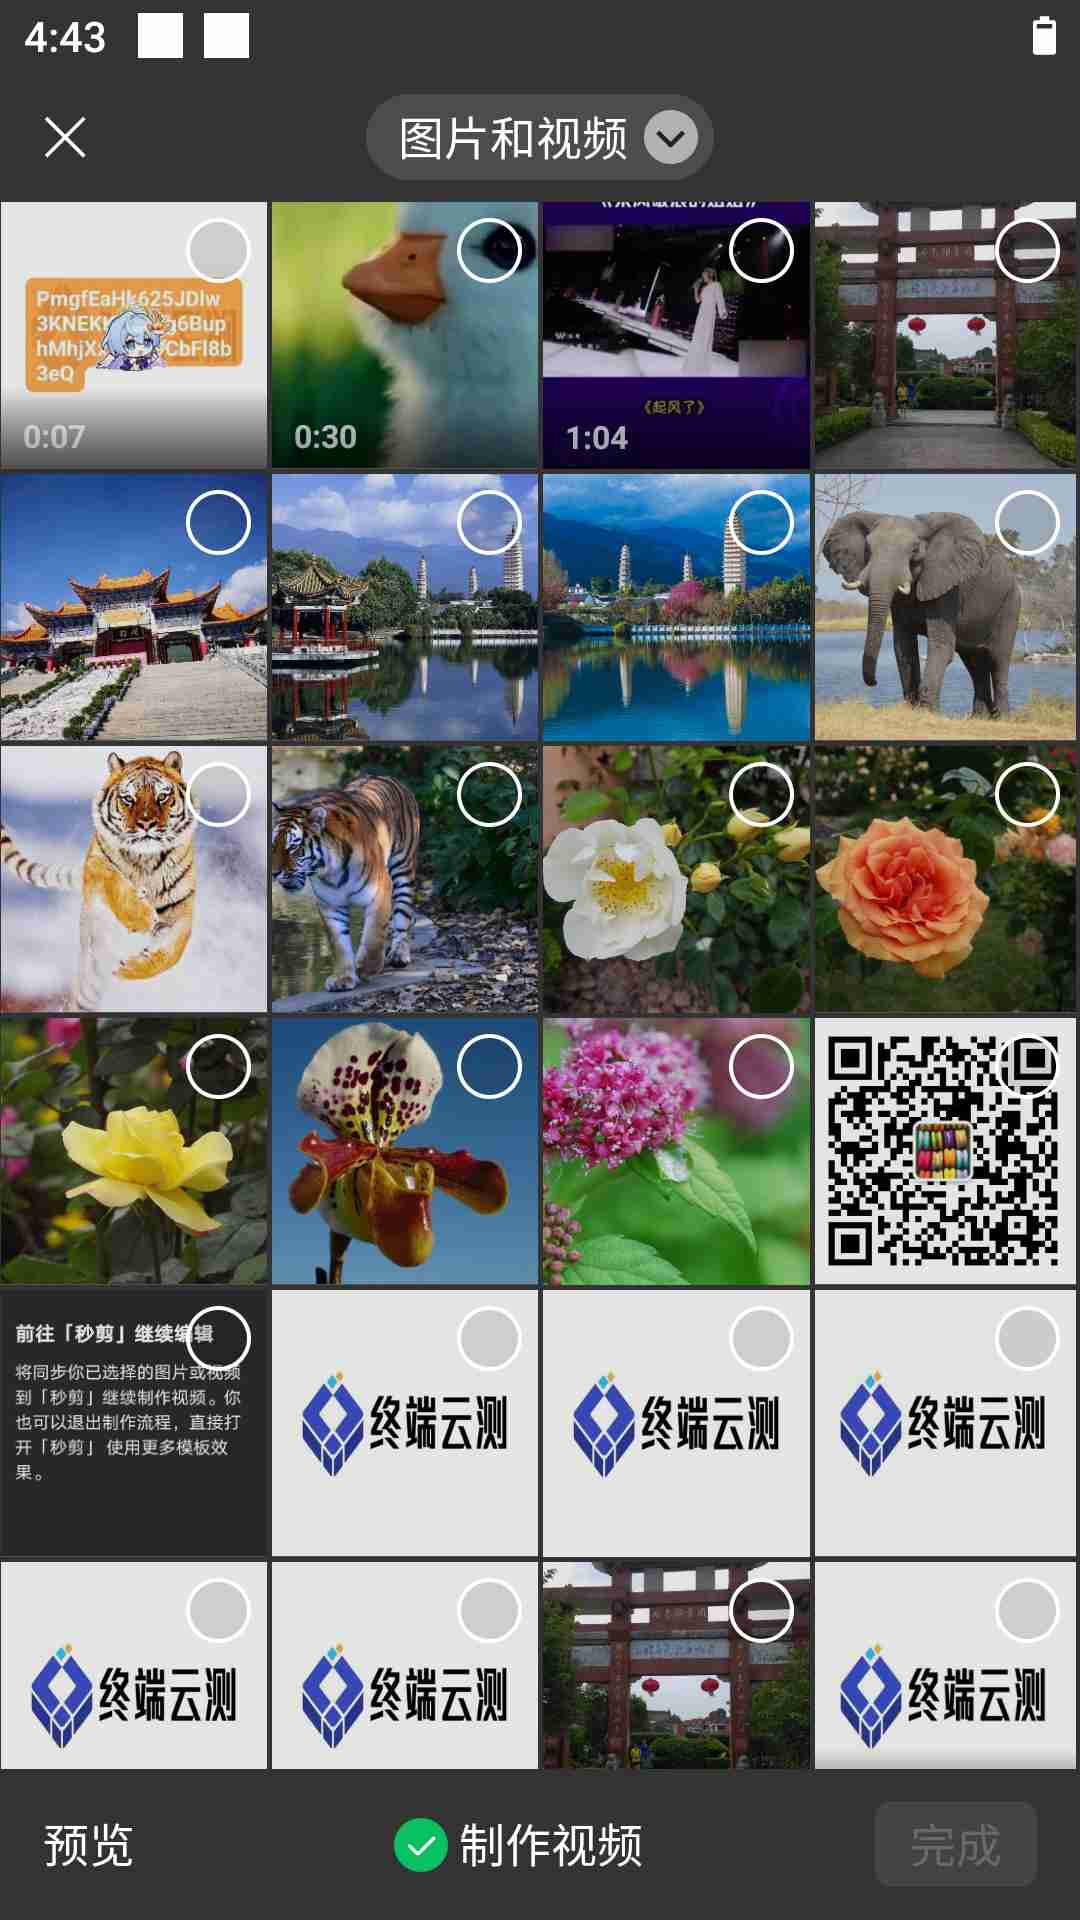 4:43
图片和视频
PmgfEaHk625JDIw
3KNEK
g6Bup
hMhjX
CbFl8b
3eQ
0:07
0:30
《起风了》
1:04
前往「秒剪」继续编辑
将同步你已选择的图片或视频
到「秒剪」继续制作视频。你
也可以退出制作流程，直接打
开「秒剪」 使用更多模板效
果。
终端云测
终端云测
终端云测
终端云测
终端云测
终端云测
预览
制作视频
完成